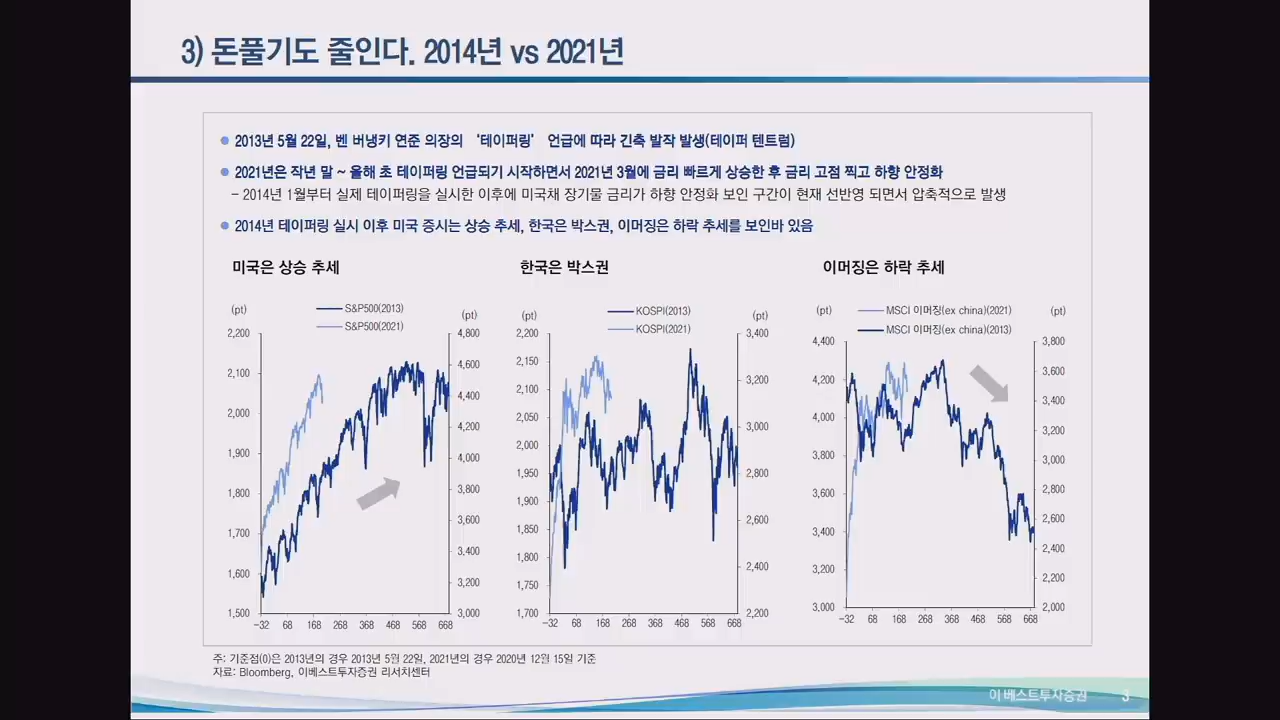 3) 돈풀기도 줄인다. 2014년 vs 2021년
● 2013년 5월 22일, 벤 버냉키 연준 의장의 ‘테이퍼링’ 언급에 따라 긴축 발작 발생(테이퍼 텐트럼)
● 2021년은 작년 말 ~ 올해 초 테이퍼링 언급되기 시작하면서 2021년 3월에 금리 빠르게 상승한 후 금리 고점 찍고 하향 안정화
– 2014년 1월부터 실제 테이퍼링을 실시한 이후에 미국채 장기물 금리가 하향 안정화 보인 구간이 현재 선반영 되면서 압축적으로 발생
● 2014년 테이퍼링 실시 이후 미국 증시는 상승 추세, 한국은 박스권, 이머징은 하락 추세를 보인바 있음
미국은 상승 추세
(pt)
S&P500(2013)
S&P500(2021)
(pt)
2,200
2,100
2,000
1,900
1,800
1,700
1,600
1,500
4,800
4,600
4,400
4,200
4,000
3,800
3,600
3,400
3,200
3,000
-32 68 168 268 368 468 568 668
한국은 박스권
(pt)
KOSPI(2013)
KOSPI(2021)
(pt)
2,200
2,150
2,100
2,050
2,000
1,950
1,900
1,850
1,800
1,750
1,700
3,400
3,200
3,000
2,800
2,600
2,400
2,200
-32 68 168 268 368 468 568 668
이머징은 하락 추세
(pt)
MSCI 이머징(ex china)(2021)
MSCI 이머징(ex china)(2013)
(pt)
4,400
4,200
4,000
3,800
3,600
3,400
3,200
3,000
3,800
3,600
3,400
3,200
3,000
2,800
2,600
2,400
2,200
2,000
-32 68 168 268 368 468 568 668
주: 기준점(0)은 2013년의 경우 2013년 5월 22일, 2021년의 경우 2020년 12월 15일 기준
자료: Bloomberg, 이베스트투자증권 리서치센터
이베스트투자증권 3